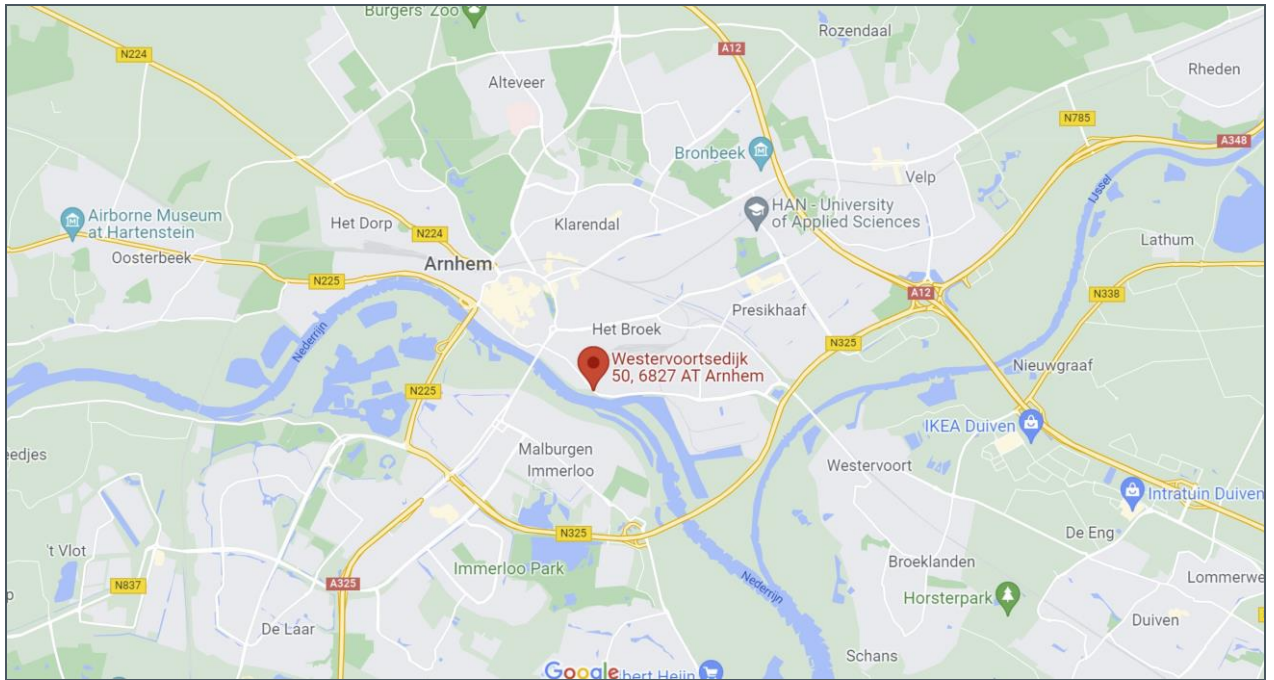 Burgers' Zoo
Rozendaal
N224
A12
Alteveer
Rheden
N785
A348
Bronbeek
Velp
IJssel
HAN - University
of Applied Sciences
Airborne Museum
at Hartenstein
Het Dorp
Klarendal
N224
Lathum
Oosterbeek
Arnhem
N225
A12
N338
Presikhaaf
Nederrijn
Het Broek
N325
Westervoortsedijk
50, 6827 AT Arnhem
Nieuwgraaf
N225
IKEA Duiven
eedjes
Malburgen
Immerloo
Westervoort
Intratuin Duiven
N325
De Eng
't Vlot
Immerloo Park
Broeklanden
N837
A325
Nederrijn
Lommerwe
p
Horsterpark
De Laar
Duiven
Schans
Google
bert Heijn